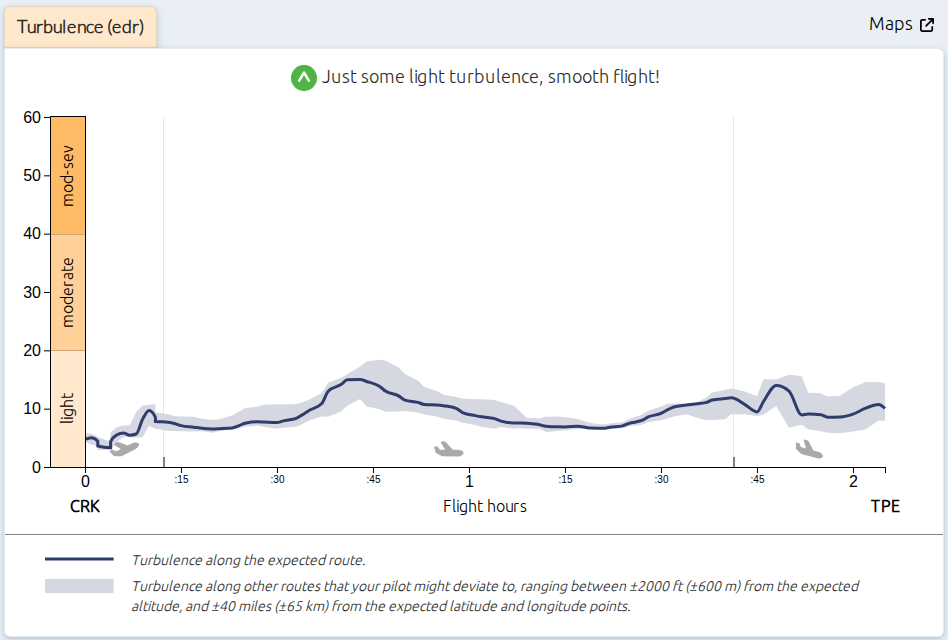 Turbulence (edr)
Maps
Just some light turbulence, smooth flight!
60
50
40
30
20
10
0
mod-sev
moderate
light
0 :15 :30 :45 1 :15 :30 :45 2
CRK Flight hours TPE
Turbulence along the expected route.
Turbulence along other routes that your pilot might deviate to, ranging between ±2000 ft (±600 m) from the expected
altitude, and ±40 miles (±65 km) from the expected latitude and longitude points.